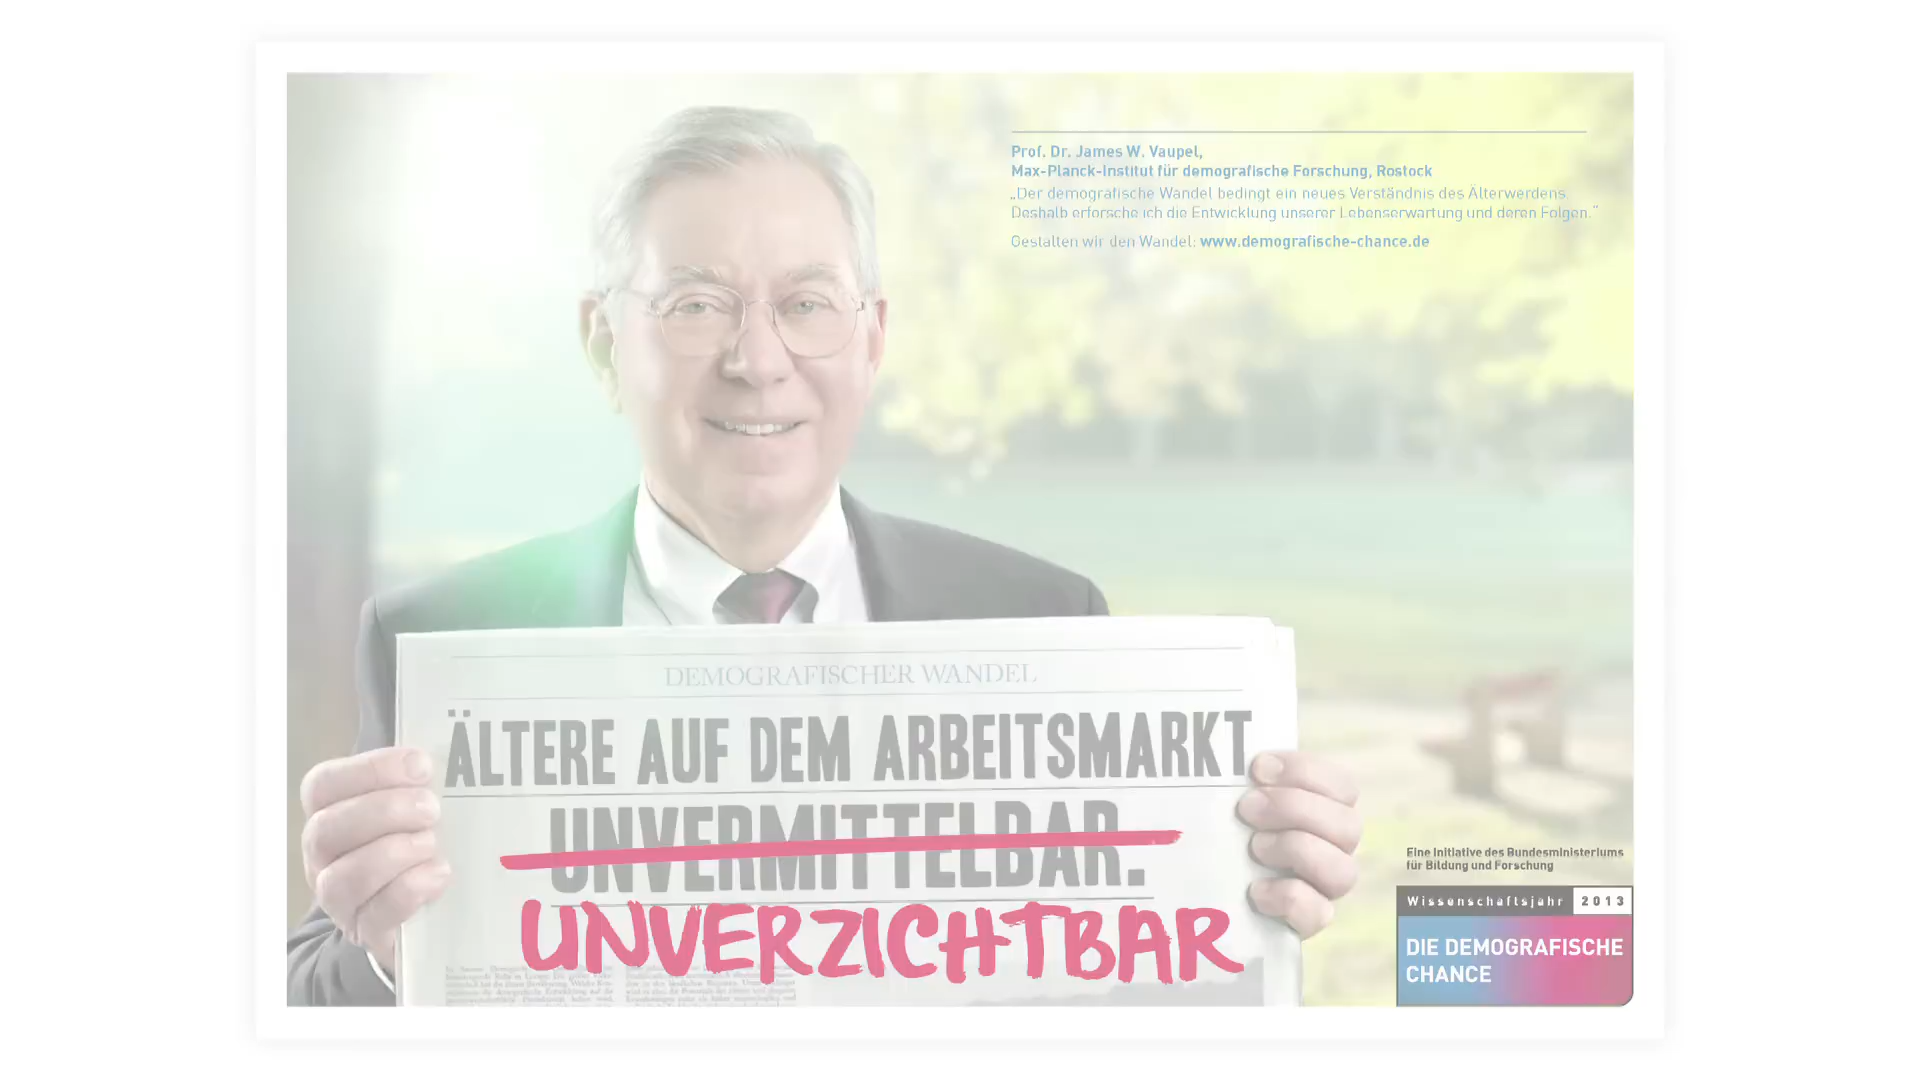 Prof. Dr. James W. Vaupel,
Max-Planck-Institut für demografische Forschung, Rostock
„Der demografische Wandel bedingt ein neues Verständnis des Älterwerdens.
Deshalb erforsche ich die Entwicklung unserer Lebenserwartung und deren Folgen.“
Gestalten wir den Wandel: www.demografische-chance.de
DEMOGRAFISCHER WANDEL
ÄLTERE AUF DEM ARBEITSMARKT
UNVERMITTELBAR.
UNVERZICHTBAR
Eine Initiative des Bundesministeriums
für Bildung und Forschung
Wissenschaftsjahr 2013
DIE DEMOGRAFISCHE
CHANCE